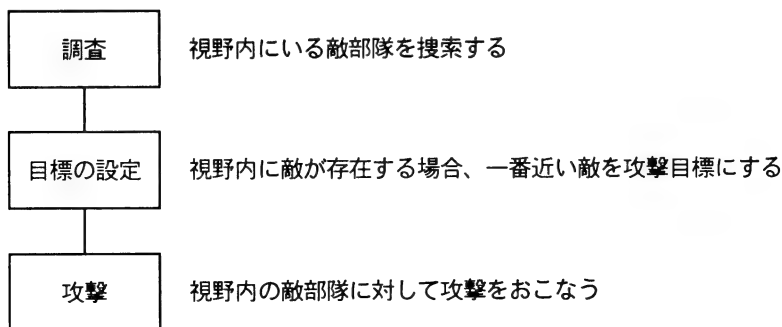 調査
視野内にいる敵部隊を捜索する
目標の設定
視野内に敵が存在する場合、一番近い敵を攻撃目標にする
攻撃
視野内の敵部隊に対して攻撃をおこなう